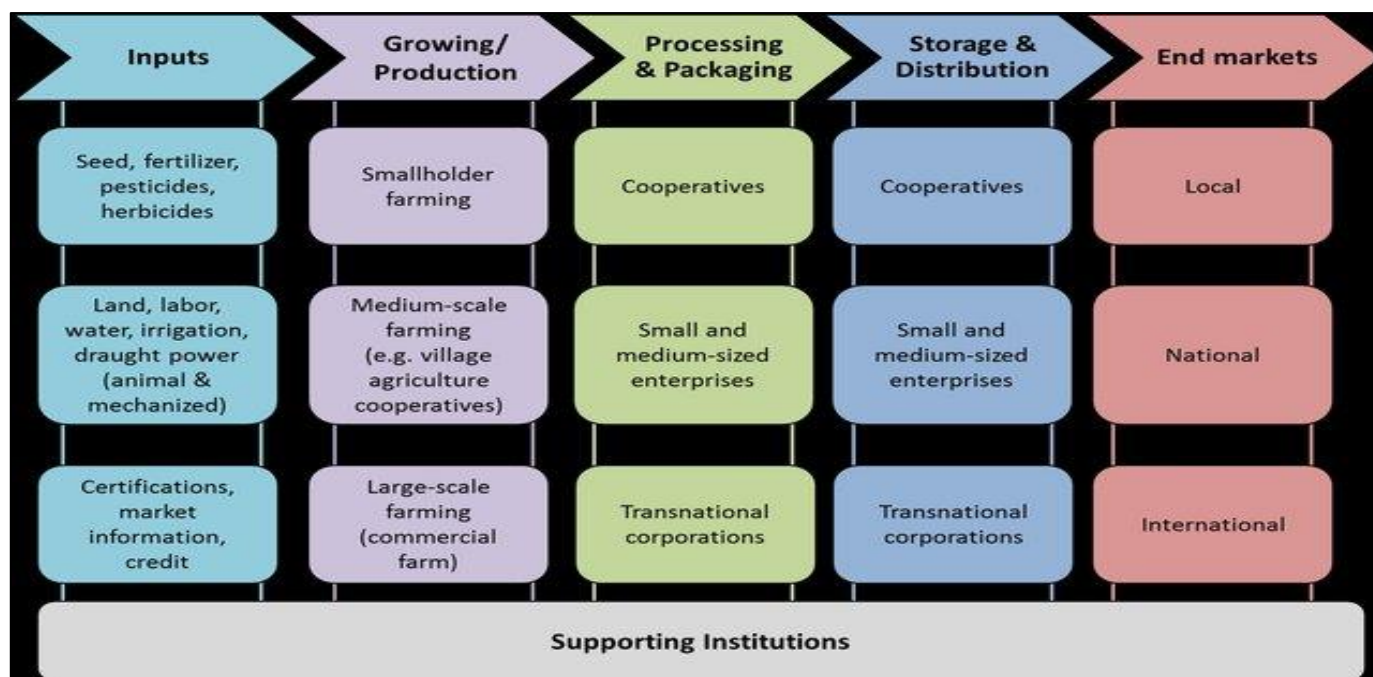 Inputs
Growing/
Production
Processing
& Packaging
Storage &
Distribution
End markets
Seed, fertilizer,
pesticides,
herbicides
Smallholder
farming
Cooperatives
Cooperatives
Local
Land, labor,
water, irrigation,
draught power
(animal &
mechanized)
Medium-scale
farming
(e.g. village
agriculture
cooperatives)
Small and
medium-sized
enterprises
Small and
medium-sized
enterprises
National
Certifications,
market
information,
credit
Large-scale
farming
(commercial
farm)
Transnational
corporations
Transnational
corporations
International
Supporting Institutions